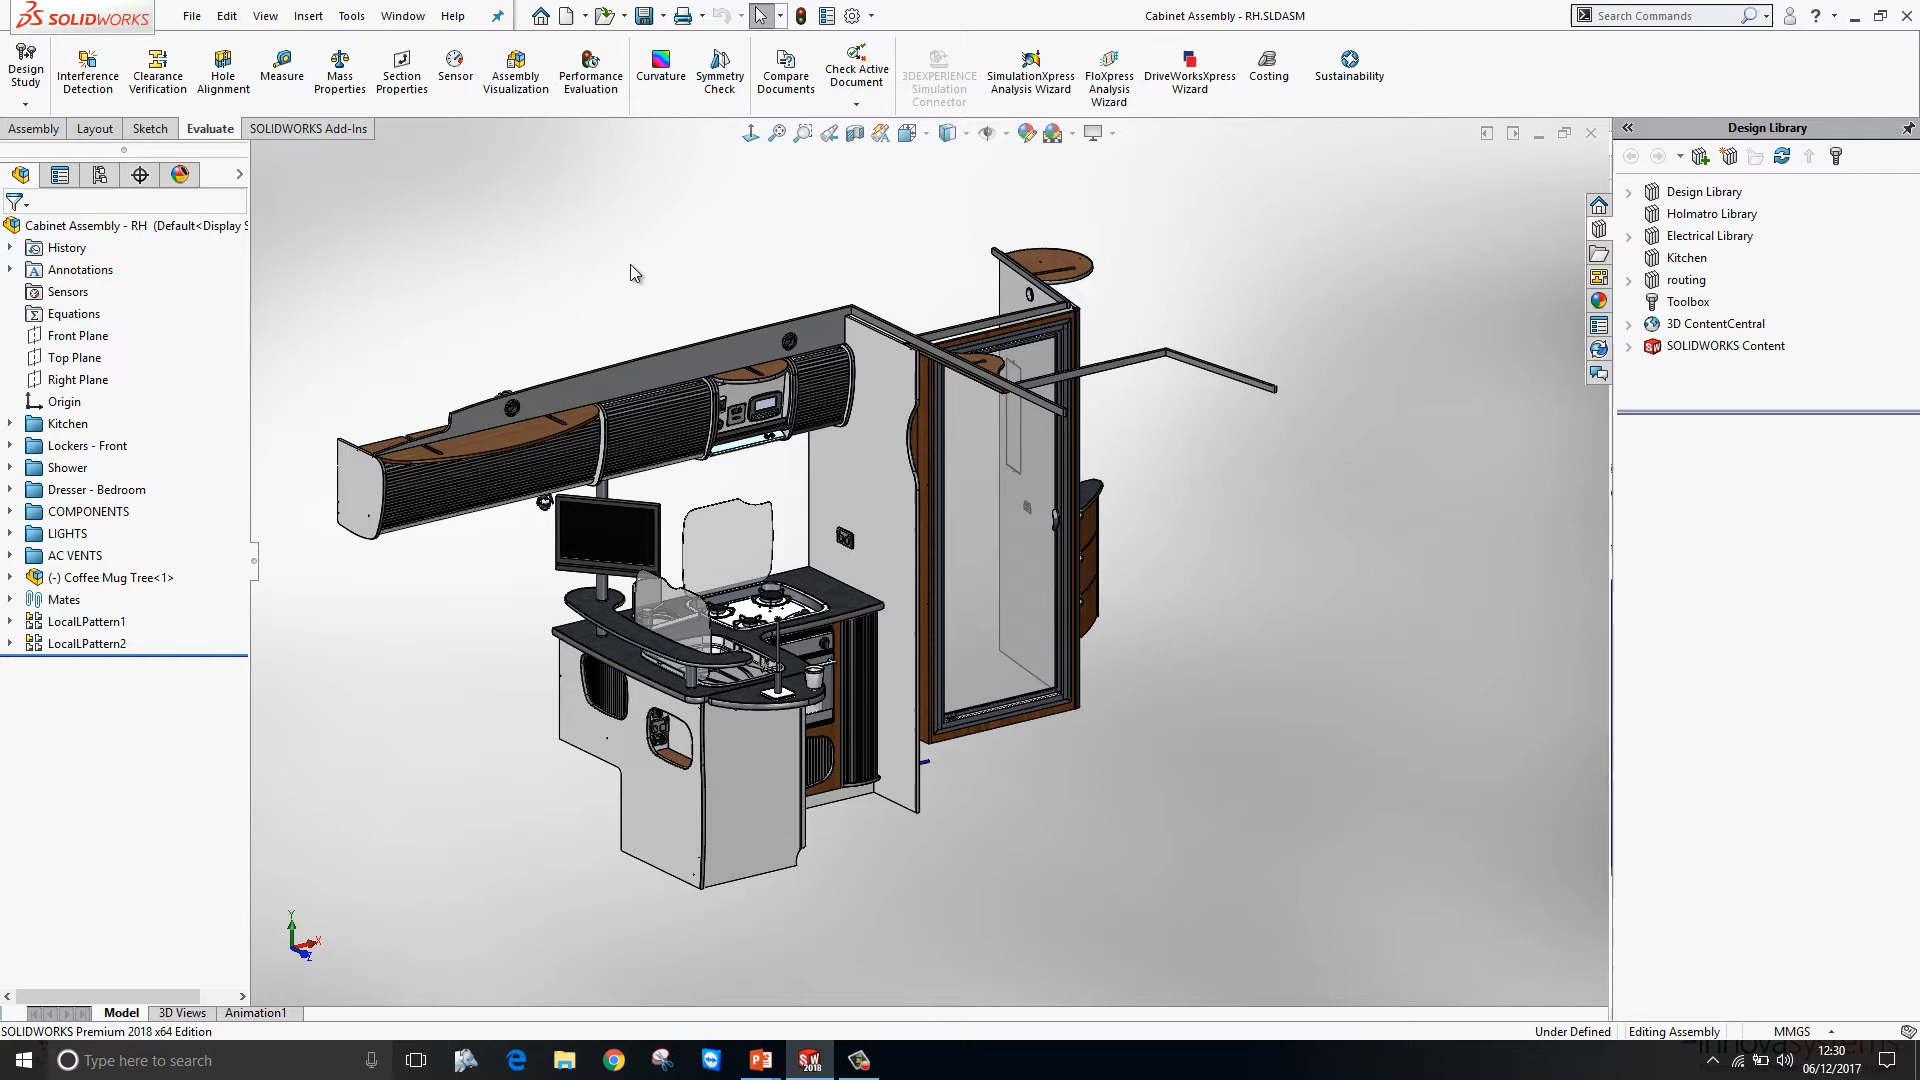 SOLIDWORKS
File Edit View Insert Tools Window Help
Cabinet Assembly - RH.SLDASM
Search Commands
Design Study
Interference Detection
Clearance Verification
Hole Alignment
Measure
Mass Properties
Section Properties
Sensor
Assembly Visualization
Performance Evaluation
Curvature
Symmetry Check
Compare Documents
Check Active Document
3DEXPERIENCE Simulation Connector
SimulationXpress Analysis Wizard
FloXpress Analysis Wizard
DriveWorksXpress Wizard
Costing
Sustainability
Assembly Layout Sketch Evaluate SOLIDWORKS Add-Ins
Cabinet Assembly - RH (Default<Display S
History
Annotations
Sensors
Equations
Front Plane
Top Plane
Right Plane
Origin
Kitchen
Lockers - Front
Shower
Dresser - Bedroom
COMPONENTS
LIGHTS
AC VENTS
(-) Coffee Mug Tree<1>
Mates
LocalLPattern1
LocalLPattern2
Y
X
Z
Design Library
Design Library
Holmatro Library
Electrical Library
Kitchen
routing
Toolbox
3D ContentCentral
SOLIDWORKS Content
Model 3D Views Animation1
SOLIDWORKS Premium 2018 x64 Edition
Under Defined Editing Assembly MMGS
Type here to search
SW 2018
innovasystems
12:30
06/12/2017